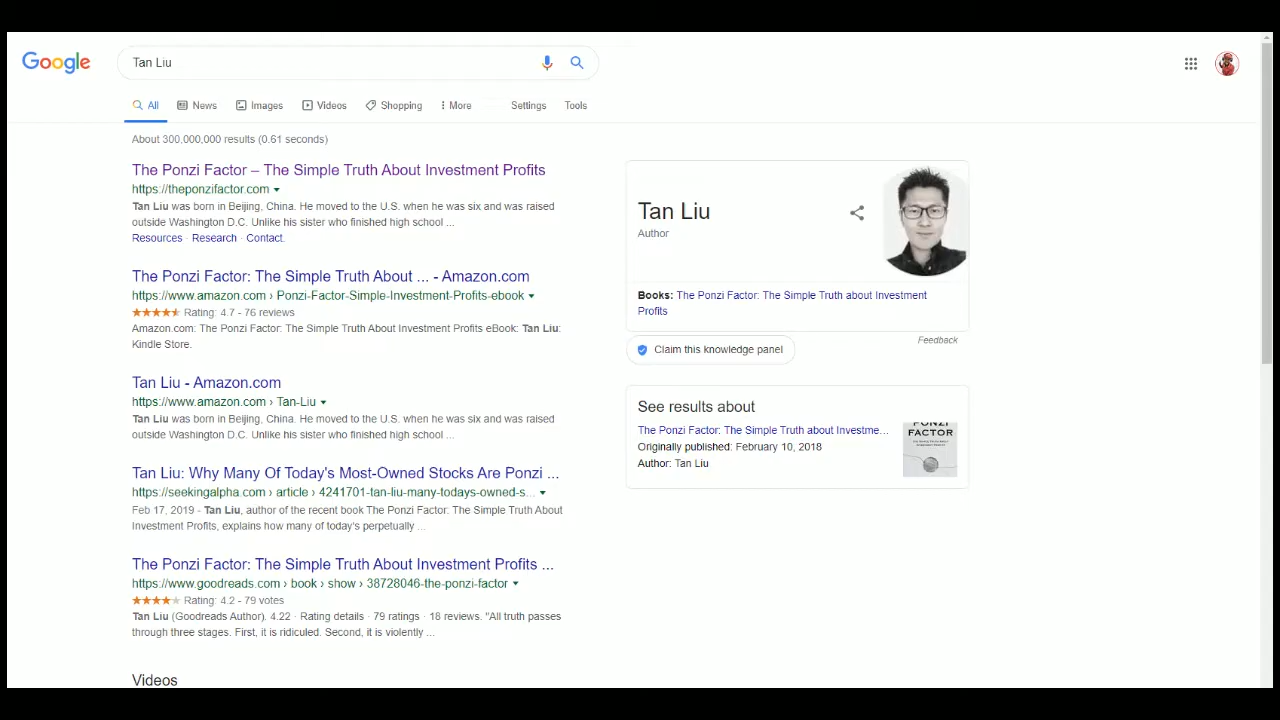 Google
Tan Liu
All
News
Images
Videos
Shopping
More
Settings
Tools
About 300,000,000 results (0.61 seconds)
The Ponzi Factor – The Simple Truth About Investment Profits
https://theponzifactor.com
Tan Liu was born in Beijing, China. He moved to the U.S. when he was six and was raised
outside Washington D.C. Unlike his sister who finished high school ...
Resources · Research · Contact.
The Ponzi Factor: The Simple Truth About ... - Amazon.com
https://www.amazon.com › Ponzi-Factor-Simple-Investment-Profits-ebook
Rating: 4.7 - 76 reviews
Amazon.com: The Ponzi Factor: The Simple Truth About Investment Profits eBook: Tan Liu:
Kindle Store.
Tan Liu - Amazon.com
https://www.amazon.com › Tan-Liu
Tan Liu was born in Beijing, China. He moved to the U.S. when he was six and was raised
outside Washington D.C. Unlike his sister who finished high school ...
Tan Liu: Why Many Of Today's Most-Owned Stocks Are Ponzi ...
https://seekingalpha.com › article › 4241701-tan-liu-many-todays-owned-s...
Feb 17, 2019 - Tan Liu, author of the recent book The Ponzi Factor: The Simple Truth About
Investment Profits, explains how many of today's perpetually ...
The Ponzi Factor: The Simple Truth About Investment Profits ...
https://www.goodreads.com › book › show › 38728046-the-ponzi-factor
Rating: 4.2 - 79 votes
Tan Liu (Goodreads Author). 4.22 · Rating details · 79 ratings · 18 reviews. "All truth passes
through three stages. First, it is ridiculed. Second, it is violently ...
Videos
Tan Liu
Author
Books: The Ponzi Factor: The Simple Truth about Investment
Profits
Feedback
Claim this knowledge panel
See results about
The Ponzi Factor: The Simple Truth about Investme...
Originally published: February 10, 2018
Author: Tan Liu
PONZI
FACTOR